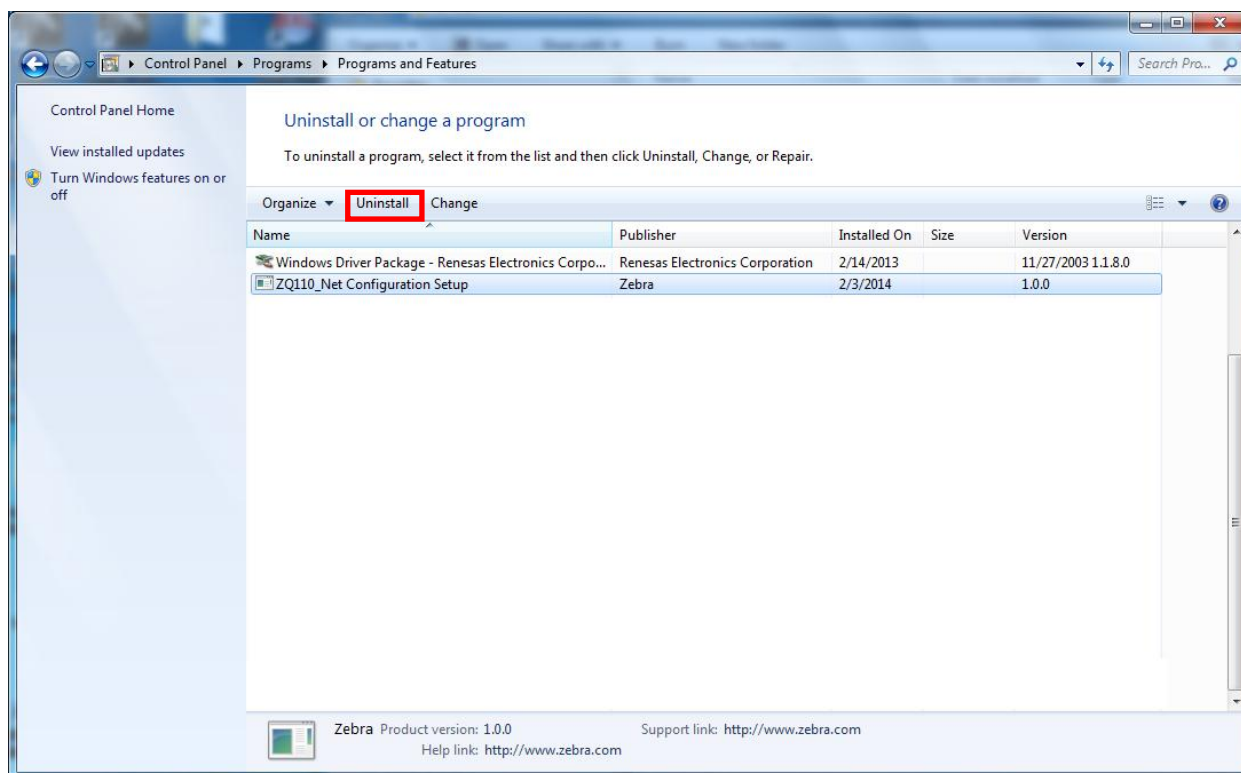 Control Panel Programs Programs and Features Search Pro...
Control Panel Home
View installed updates
Turn Windows features on or
off
Uninstall or change a program
To uninstall a program, select it from the list and then click Uninstall, Change, or Repair.
Organize Uninstall Change
Name Publisher Installed On Size Version
Windows Driver Package - Renesas Electronics Corpo... Renesas Electronics Corporation 2/14/2013 11/27/2003 1.1.8.0
ZQ110_Net Configuration Setup Zebra 2/3/2014 1.0.0
Zebra Product version: 1.0.0 Support link: http://www.zebra.com
Help link: http://www.zebra.com